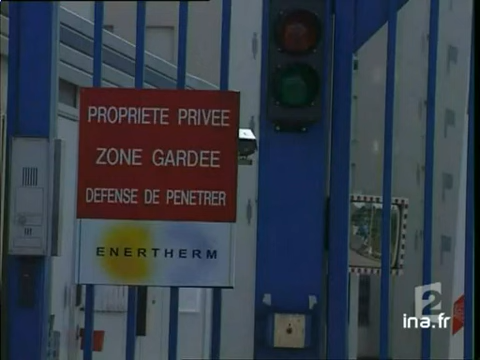 PROPRIETE PRIVEE
ZONE GARDEE
DEFENSE DE PENETRER
ENERTHERM
2
ina.fr